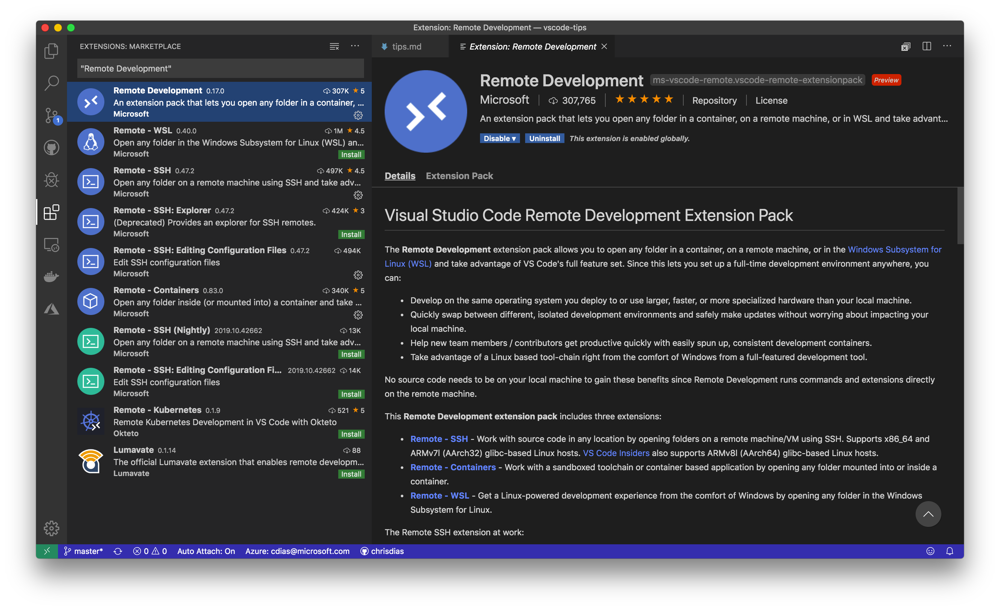 Extension: Remote Development — vscode-tips
EXTENSIONS: MARKETPLACE
"Remote Development"
Remote Development 0.17.0 307K ★ 5
An extension pack that lets you open any folder in a container, ...
Microsoft
Remote - WSL 0.40.0 1M ★ 4.5
Open any folder in the Windows Subsystem for Linux (WSL) an...
Microsoft Install
Remote - SSH 0.47.2 497K ★ 4.5
Open any folder on a remote machine using SSH and take adv...
Microsoft
Remote - SSH: Explorer 0.47.2 424K ★ 3
(Deprecated) Provides an explorer for SSH remotes.
Microsoft Install
Remote - SSH: Editing Configuration Files 0.47.2 494K
Edit SSH configuration files
Microsoft
Remote - Containers 0.83.0 340K ★ 5
Open any folder inside (or mounted into) a container and take ...
Microsoft
Remote - SSH (Nightly) 2019.10.42662 13K
Open any folder on a remote machine using SSH and take adv...
Microsoft Install
Remote - SSH: Editing Configuration Fi... 2019.10.42662 14K
Edit SSH configuration files
Microsoft Install
Remote - Kubernetes 0.1.9 521 ★ 5
Remote Kubernetes Development in VS Code with Okteto
Okteto Install
Lumavate 0.1.14 88
The official Lumavate extension that enables remote developm...
Lumavate Install
1
tips.md Extension: Remote Development
Remote Development ms-vscode-remote.vscode-remote-extensionpack Preview
Microsoft | 307,765 | ★★★★★ | Repository | License
An extension pack that lets you open any folder in a container, on a remote machine, or in WSL and take advant...
Disable ▾ Uninstall This extension is enabled globally.
Details Extension Pack
Visual Studio Code Remote Development Extension Pack
The Remote Development extension pack allows you to open any folder in a container, on a remote machine, or in the Windows Subsystem for
Linux (WSL) and take advantage of VS Code's full feature set. Since this lets you set up a full-time development environment anywhere, you
can:
• Develop on the same operating system you deploy to or use larger, faster, or more specialized hardware than your local machine.
• Quickly swap between different, isolated development environments and safely make updates without worrying about impacting your
local machine.
• Help new team members / contributors get productive quickly with easily spun up, consistent development containers.
• Take advantage of a Linux based tool-chain right from the comfort of Windows from a full-featured development tool.
No source code needs to be on your local machine to gain these benefits since Remote Development runs commands and extensions directly
on the remote machine.
This Remote Development extension pack includes three extensions:
• Remote - SSH - Work with source code in any location by opening folders on a remote machine/VM using SSH. Supports x86_64 and
ARMv7l (AArch32) glibc-based Linux hosts. VS Code Insiders also supports ARMv8l (AArch64) glibc-based Linux hosts.
• Remote - Containers - Work with a sandboxed toolchain or container based application by opening any folder mounted into or inside a
container.
• Remote - WSL - Get a Linux-powered development experience from the comfort of Windows by opening any folder in the Windows
Subsystem for Linux.
The Remote SSH extension at work:
master* 0 0 Auto Attach: On Azure: cdias@microsoft.com chrisdias